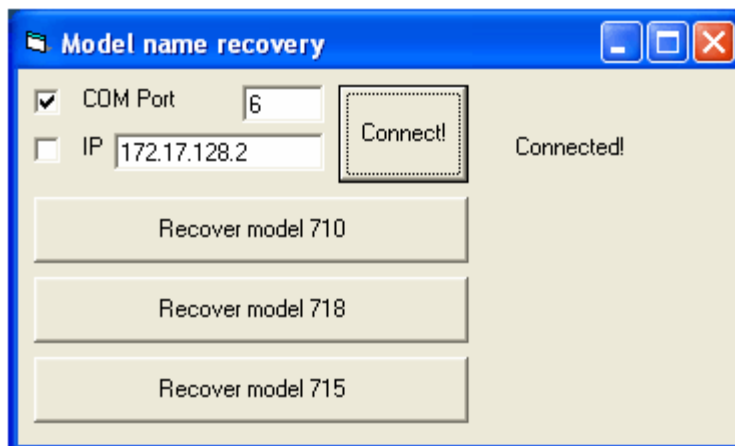 Model name recovery
COM Port 6
IP 172.17.128.2
Connect!
Connected!
Recover model 710
Recover model 718
Recover model 715